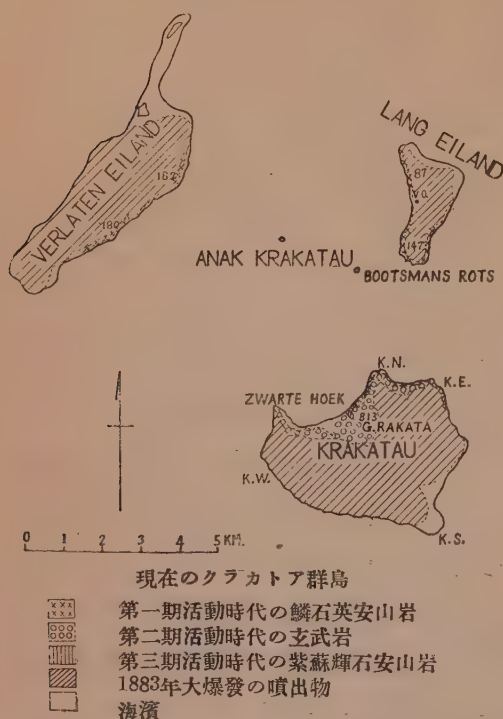 VERLATEN EILAND
182
180
LANG EILAND
87
V.O.
147
ANAK KRAKATAU
BOOTSMANS ROTS
K.N.
K.E.
ZWARTE HOEK
813
G.RAKATA
KRAKATAU
K.W.
K.S.
0 1 2 3 4 5 KM.
現在のクラカトア群島
第一期活動時代の鱗石英安山岩
第二期活動時代の玄武岩
第三期活動時代の紫蘇輝石安山岩
1883年大爆發の噴出物
海濱